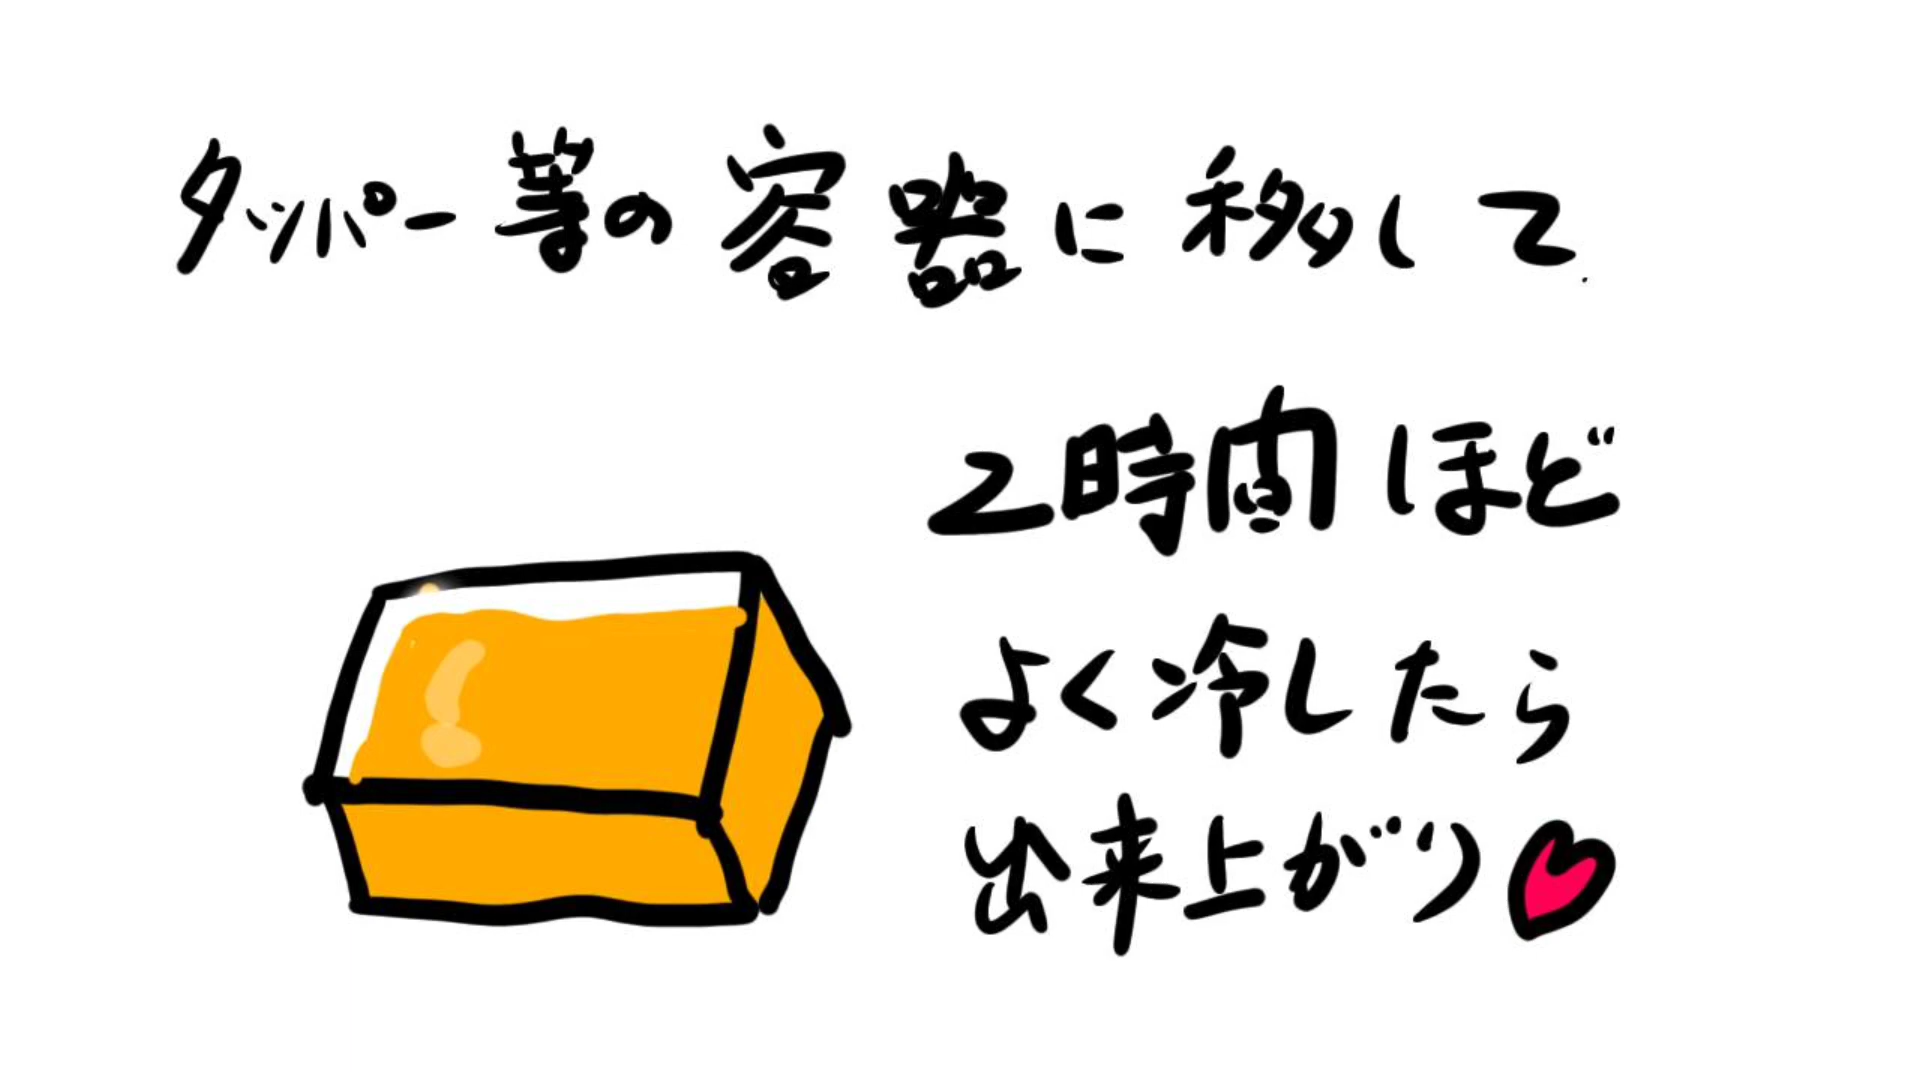 タッパー等の容器に移して
2時間ほど
よく冷したら
出来上がり